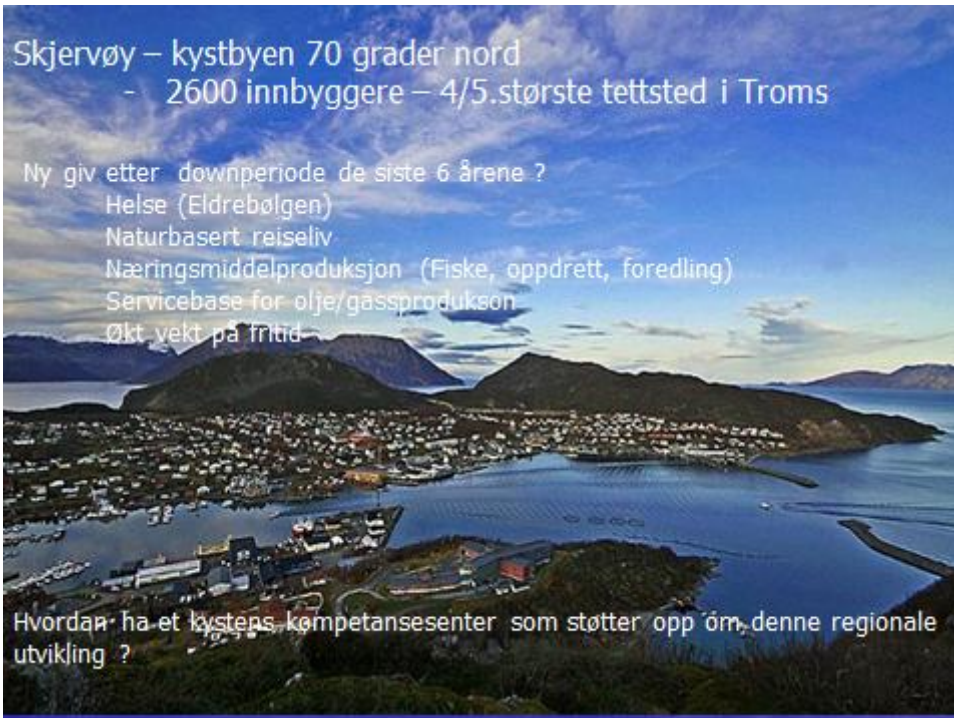 Skjervøy – kystbyen 70 grader nord
- 2600 innbyggere – 4/5.største tettsted i Troms
Ny giv etter downperiode de siste 6 årene ?
Helse (Eldrebølgen)
Naturbasert reiseliv
Næringsmiddelproduksjon (Fiske, oppdrett, foredling)
Servicebase for olje/gassprodukson
Økt vekt på fritid
Hvordan ha et kystens kompetansesenter som støtter opp om denne regionale
utvikling ?